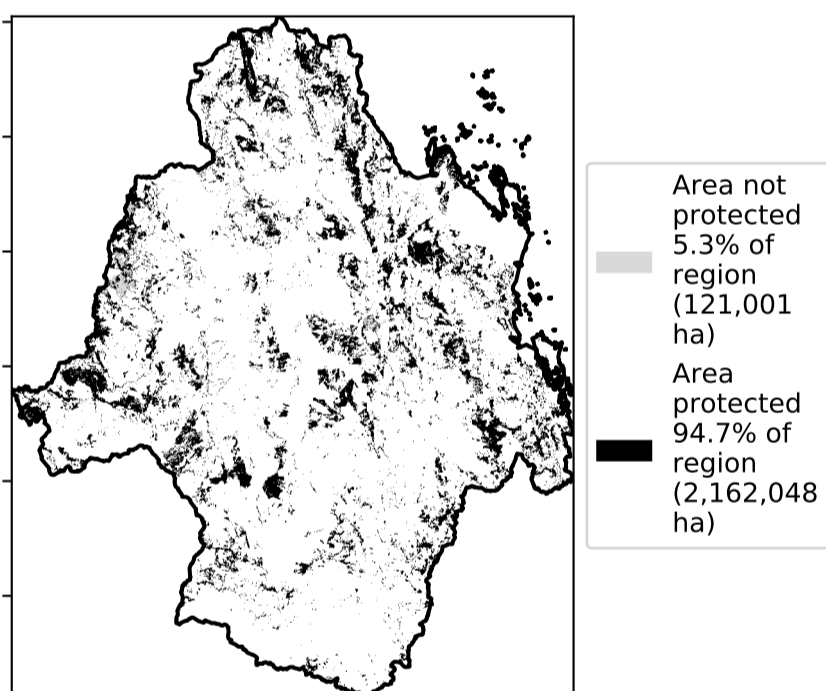 Area not
protected
5.3% of
region
(121,001
ha)
Area
protected
94.7% of
region
(2,162,048
ha)